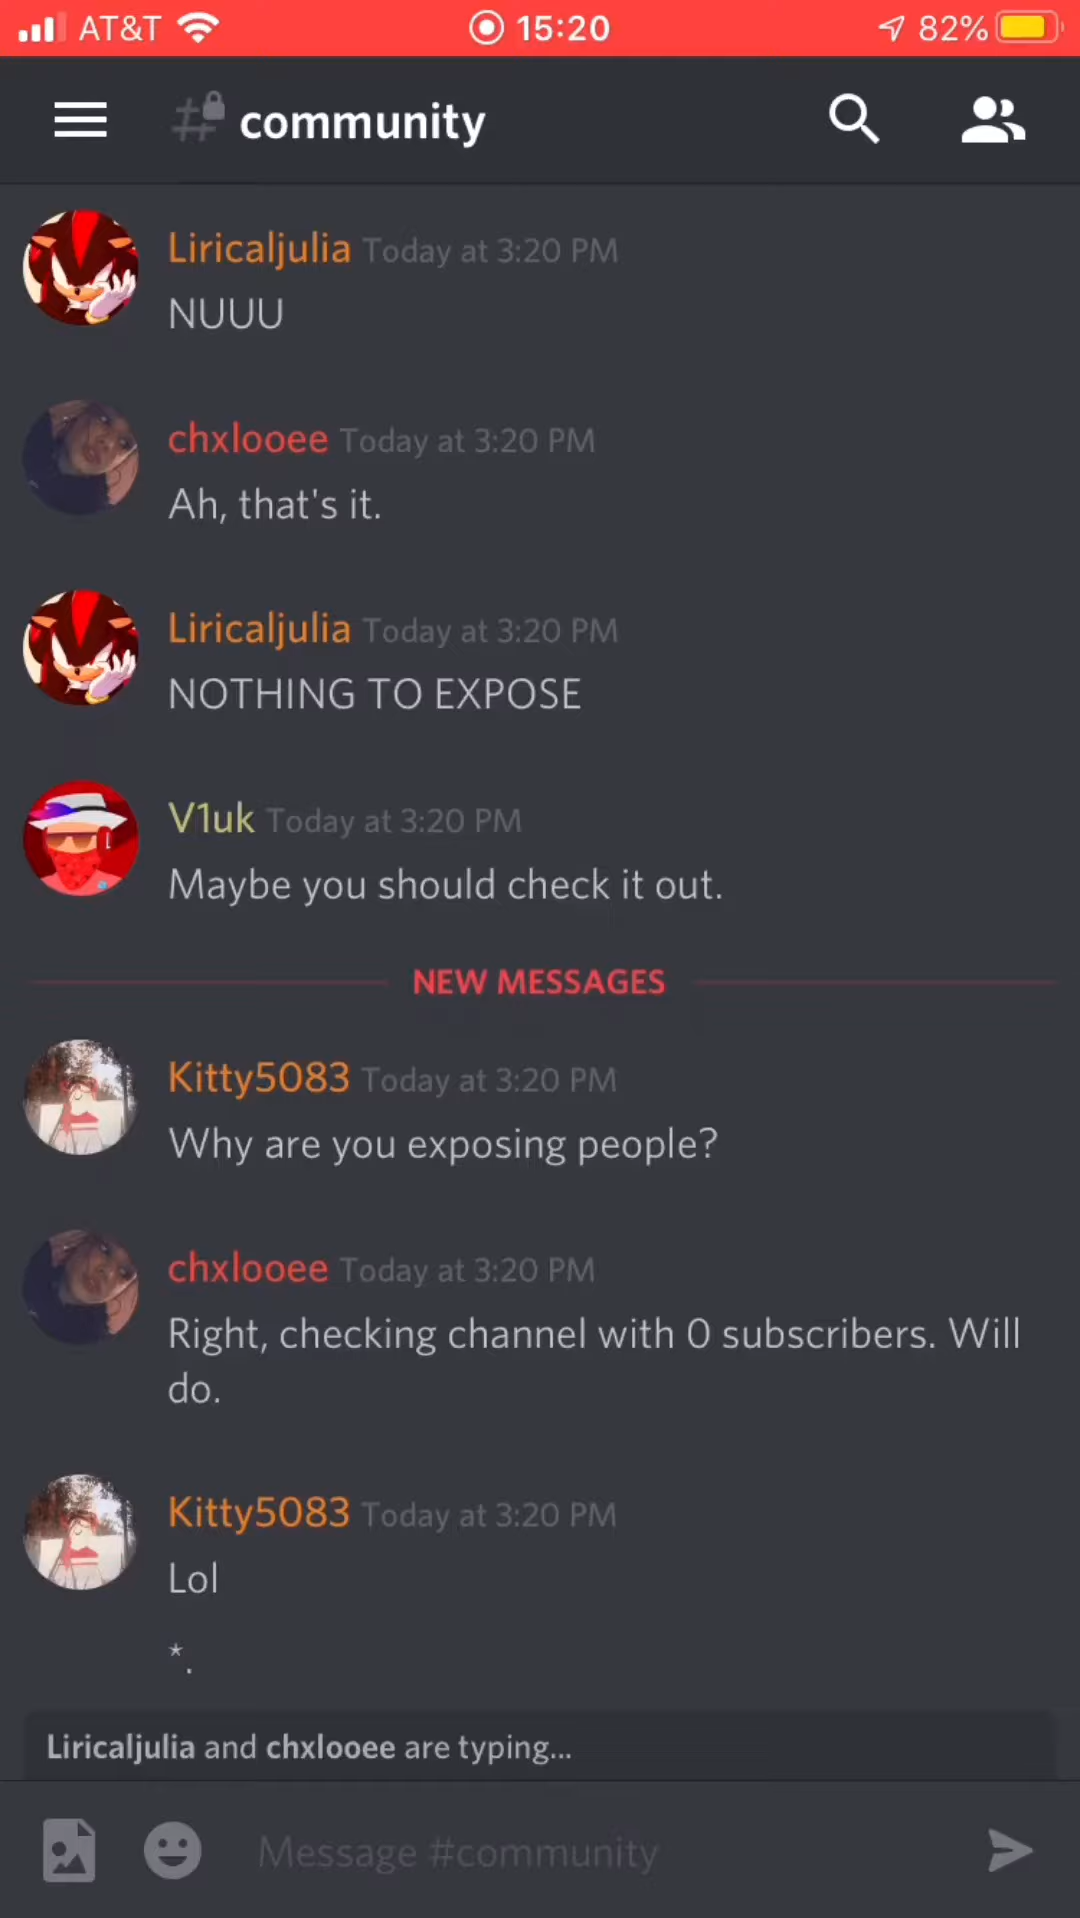 AT&T 15:20 82%
# community
Liricaljulia Today at 3:20 PM
NUUU
chxlooee Today at 3:20 PM
Ah, that's it.
Liricaljulia Today at 3:20 PM
NOTHING TO EXPOSE
V1uk Today at 3:20 PM
Maybe you should check it out.
NEW MESSAGES
Kitty5083 Today at 3:20 PM
Why are you exposing people?
chxlooee Today at 3:20 PM
Right, checking channel with 0 subscribers. Will
do.
Kitty5083 Today at 3:20 PM
Lol
*.
Liricaljulia and chxlooee are typing...
Message #community